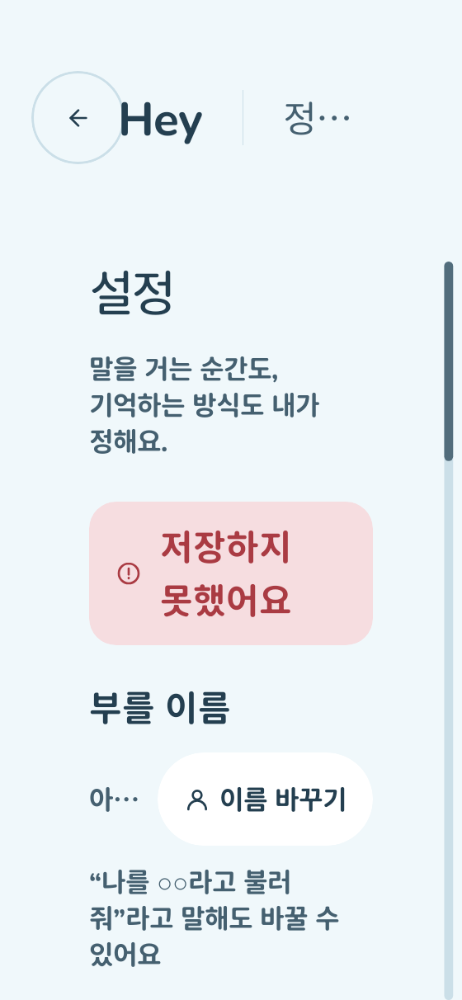 Hey
정…
설정
말을 거는 순간도,
기억하는 방식도 내가
정해요.
저장하지
못했어요
부를 이름
아…
이름 바꾸기
“나를 ○○라고 불러
줘”라고 말해도 바꿀 수
있어요